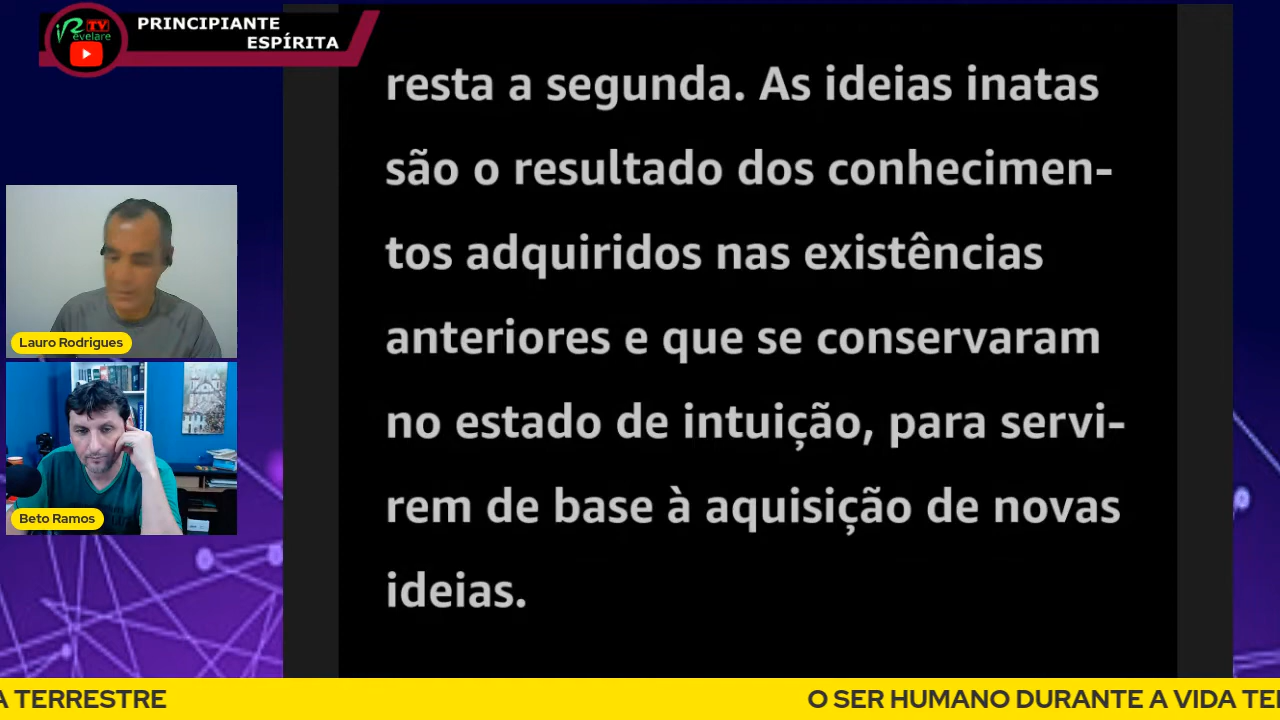 TV
iRevelare
PRINCIPIANTE
ESPÍRITA
resta a segunda. As ideias inatas
são o resultado dos conhecimen-
tos adquiridos nas existências
anteriores e que se conservaram
no estado de intuição, para servi-
rem de base à aquisição de novas
ideias.
Lauro Rodrigues
Beto Ramos
A TERRESTRE
O SER HUMANO DURANTE A VIDA TE